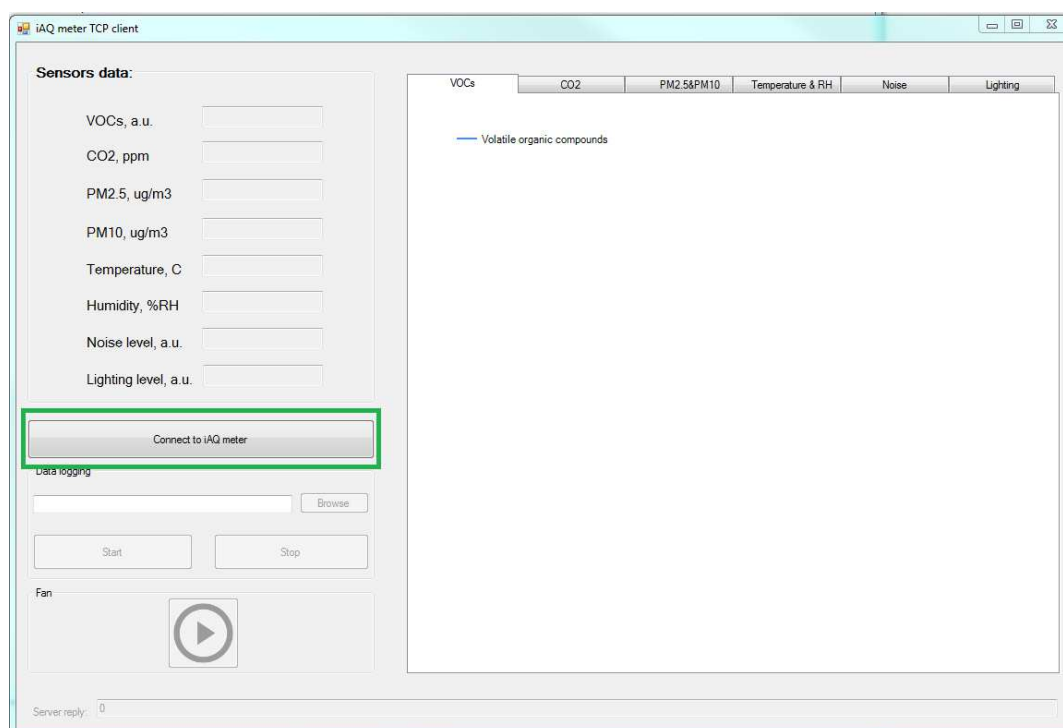 iAQ meter TCP client
Sensors data:
VOCs, a.u.
CO2, ppm
PM2.5, ug/m3
PM10, ug/m3
Temperature, C
Humidity, %RH
Noise level, a.u.
Lighting level, a.u.
Connect to iAQ meter
Data logging
Browse
Start Stop
Fan
VOCs CO2 PM2.5&PM10 Temperature & RH Noise Lighting
Volatile organic compounds
Server reply: 0